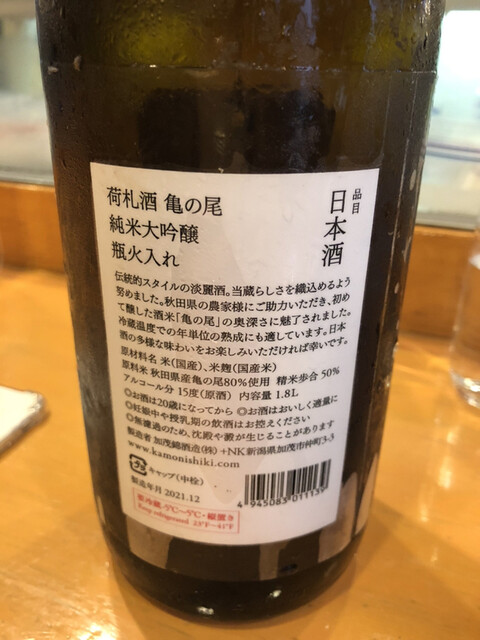 品目
日本酒
荷札酒 亀の尾
純米大吟醸
瓶火入れ
伝統的スタイルの淡麗酒。当蔵らしさを織込めるよう
努めました。秋田県の農家様にご助力いただき、初め
て醸した酒米「亀の尾」の奥深さに魅了されました。
冷蔵温度での年単位の熟成にも適しています。日本
酒の多様な味わいをお楽しみいただければ幸いです。
原材料名 米(国産)、米麹(国産米)
原料米 秋田県産亀の尾80%使用 精米歩合 50%
アルコール分 15度(原酒) 内容量 1.8L
◎お酒は20歳になってから ◎お酒はおいしく適量に
◎妊娠中や授乳期の飲酒はお控えください
◎無濾過のため、沈殿や澱が生じることがあります
製造者 加茂錦酒造(株) +NK 新潟県加茂市仲町3-3
www.kamonishiki.com
プラ キャップ(中栓)
製造年月 2021.12
4945083011139
要冷蔵 -5℃〜5℃・縦置き
Keep refrigerated 23°F〜41°F